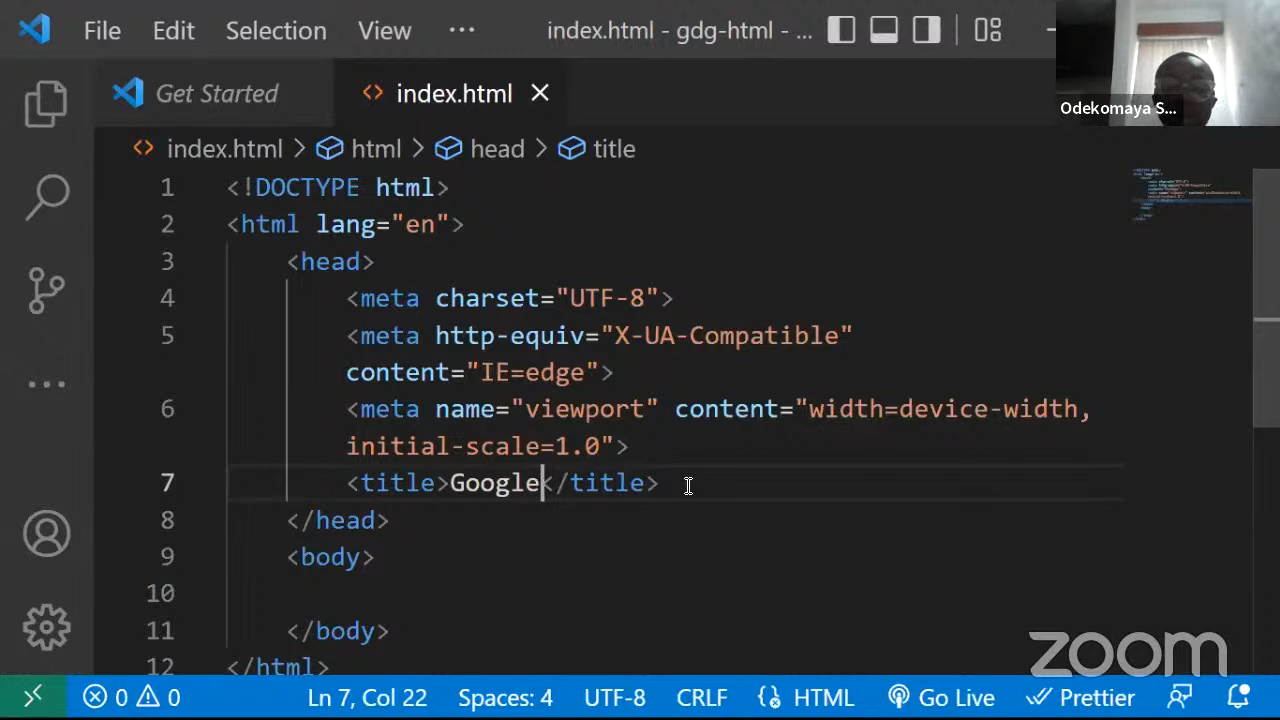 File Edit Selection View ··· index.html - gdg-html - ...
Odekomaya S...
Get Started index.html
index.html > html > head > title
1 <!DOCTYPE html>
2 <html lang="en">
3 <head>
4 <meta charset="UTF-8">
5 <meta http-equiv="X-UA-Compatible"
content="IE=edge">
6 <meta name="viewport" content="width=device-width,
initial-scale=1.0">
7 <title>Google</title>
8 </head>
9 <body>
10
11 </body>
12 </html>
zoom
0 0 Ln 7, Col 22 Spaces: 4 UTF-8 CRLF HTML Go Live Prettier